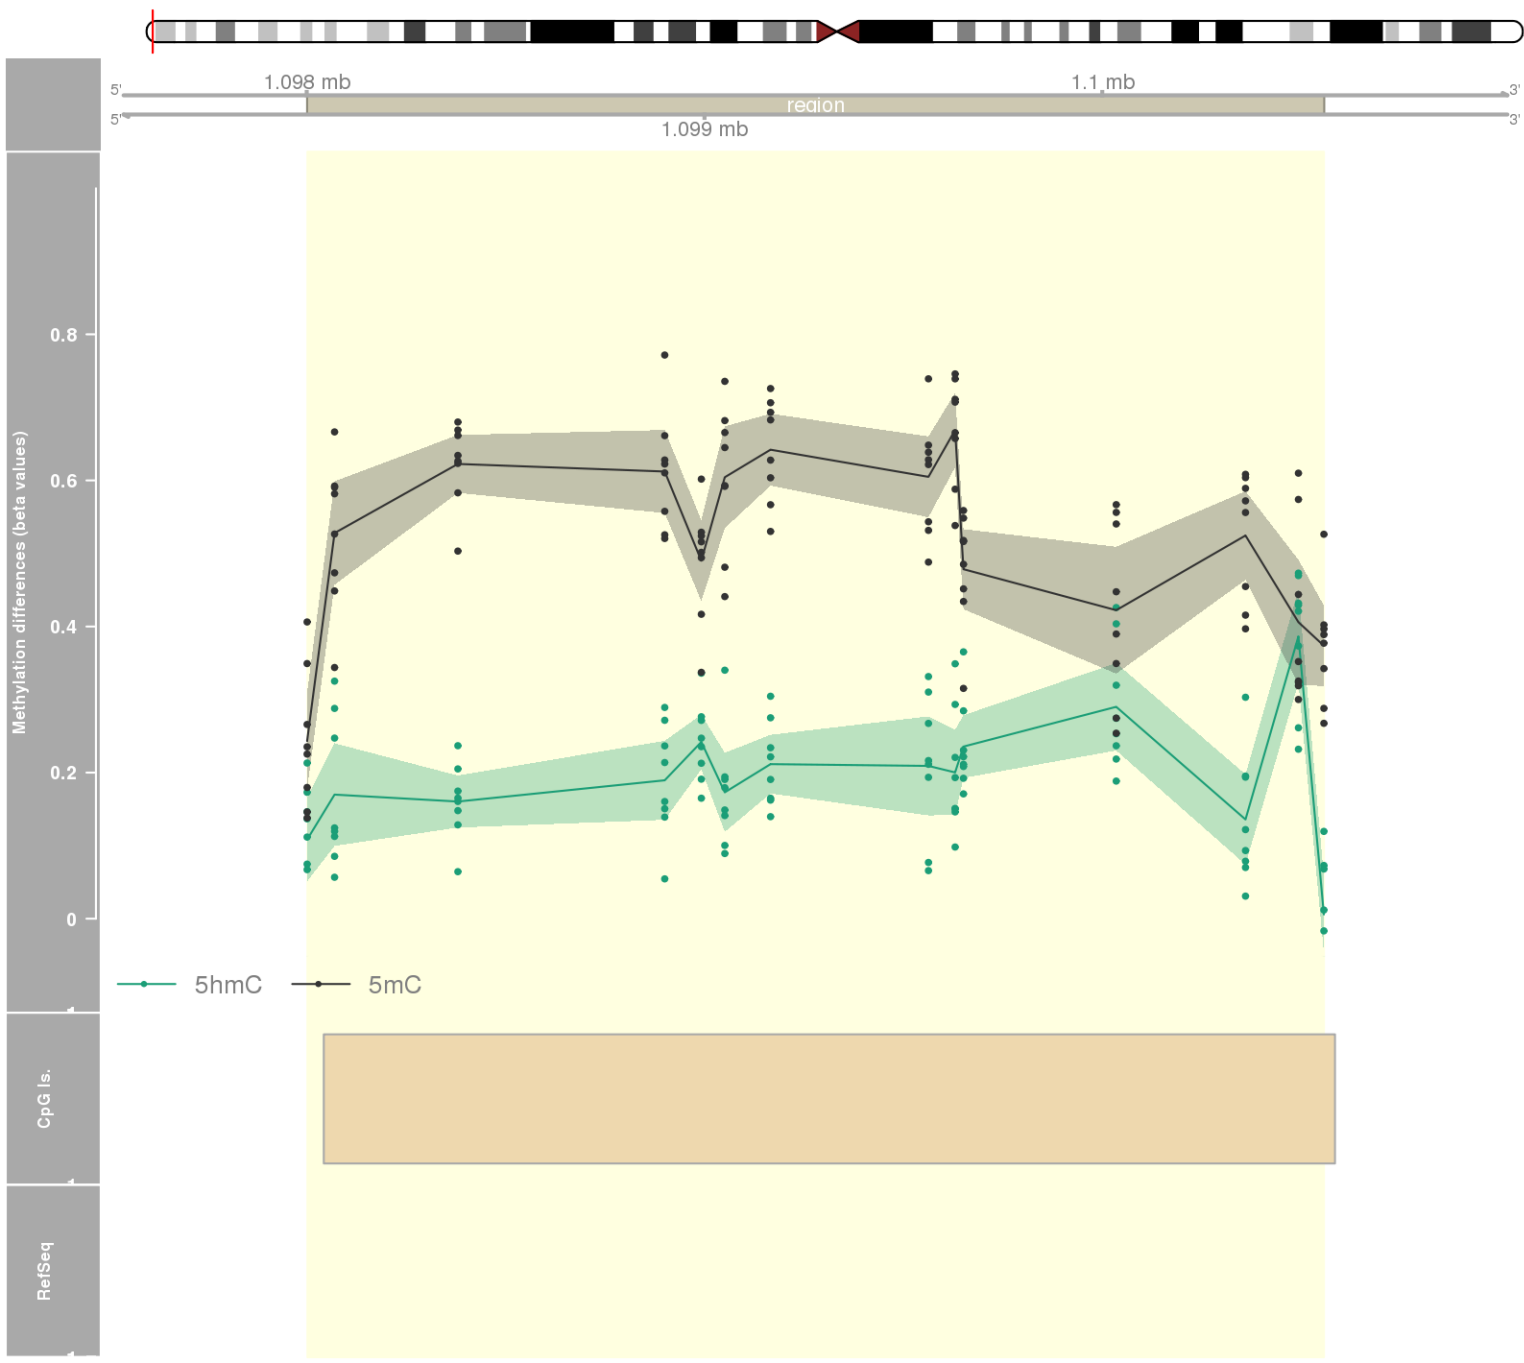 1.098 mb
1.1 mb
5'
3'
region
5'
3'
1.099 mb
Methylation differences (beta values)
0.8
0.6
0.4
0.2
0
5hmC
5mC
CpG Is.
RefSeq